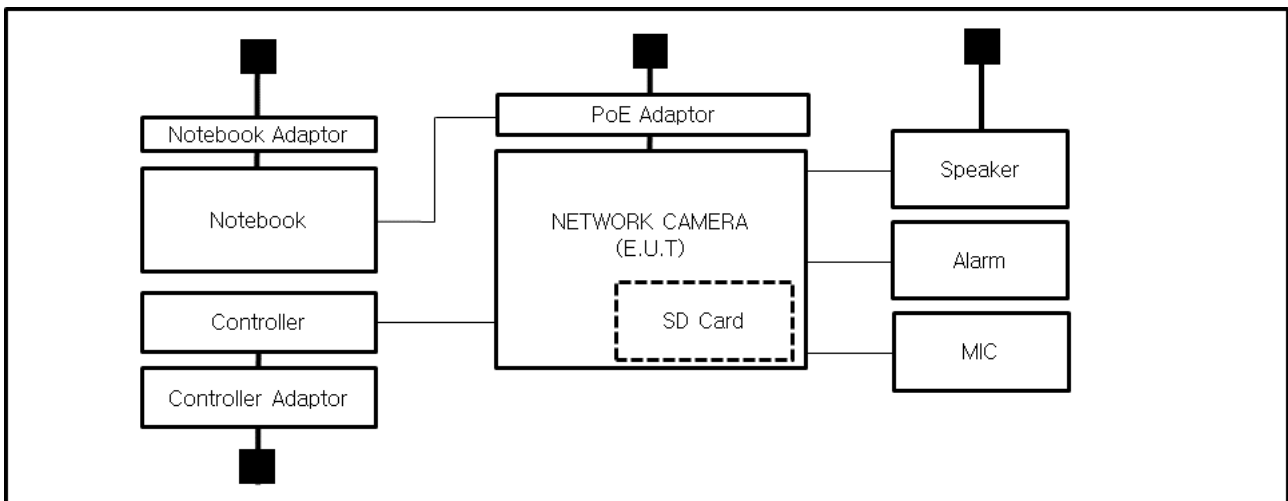 Notebook Adaptor
Notebook
Controller
Controller Adaptor
PoE Adaptor
NETWORK CAMERA
(E.U.T)
SD Card
Speaker
Alarm
MIC